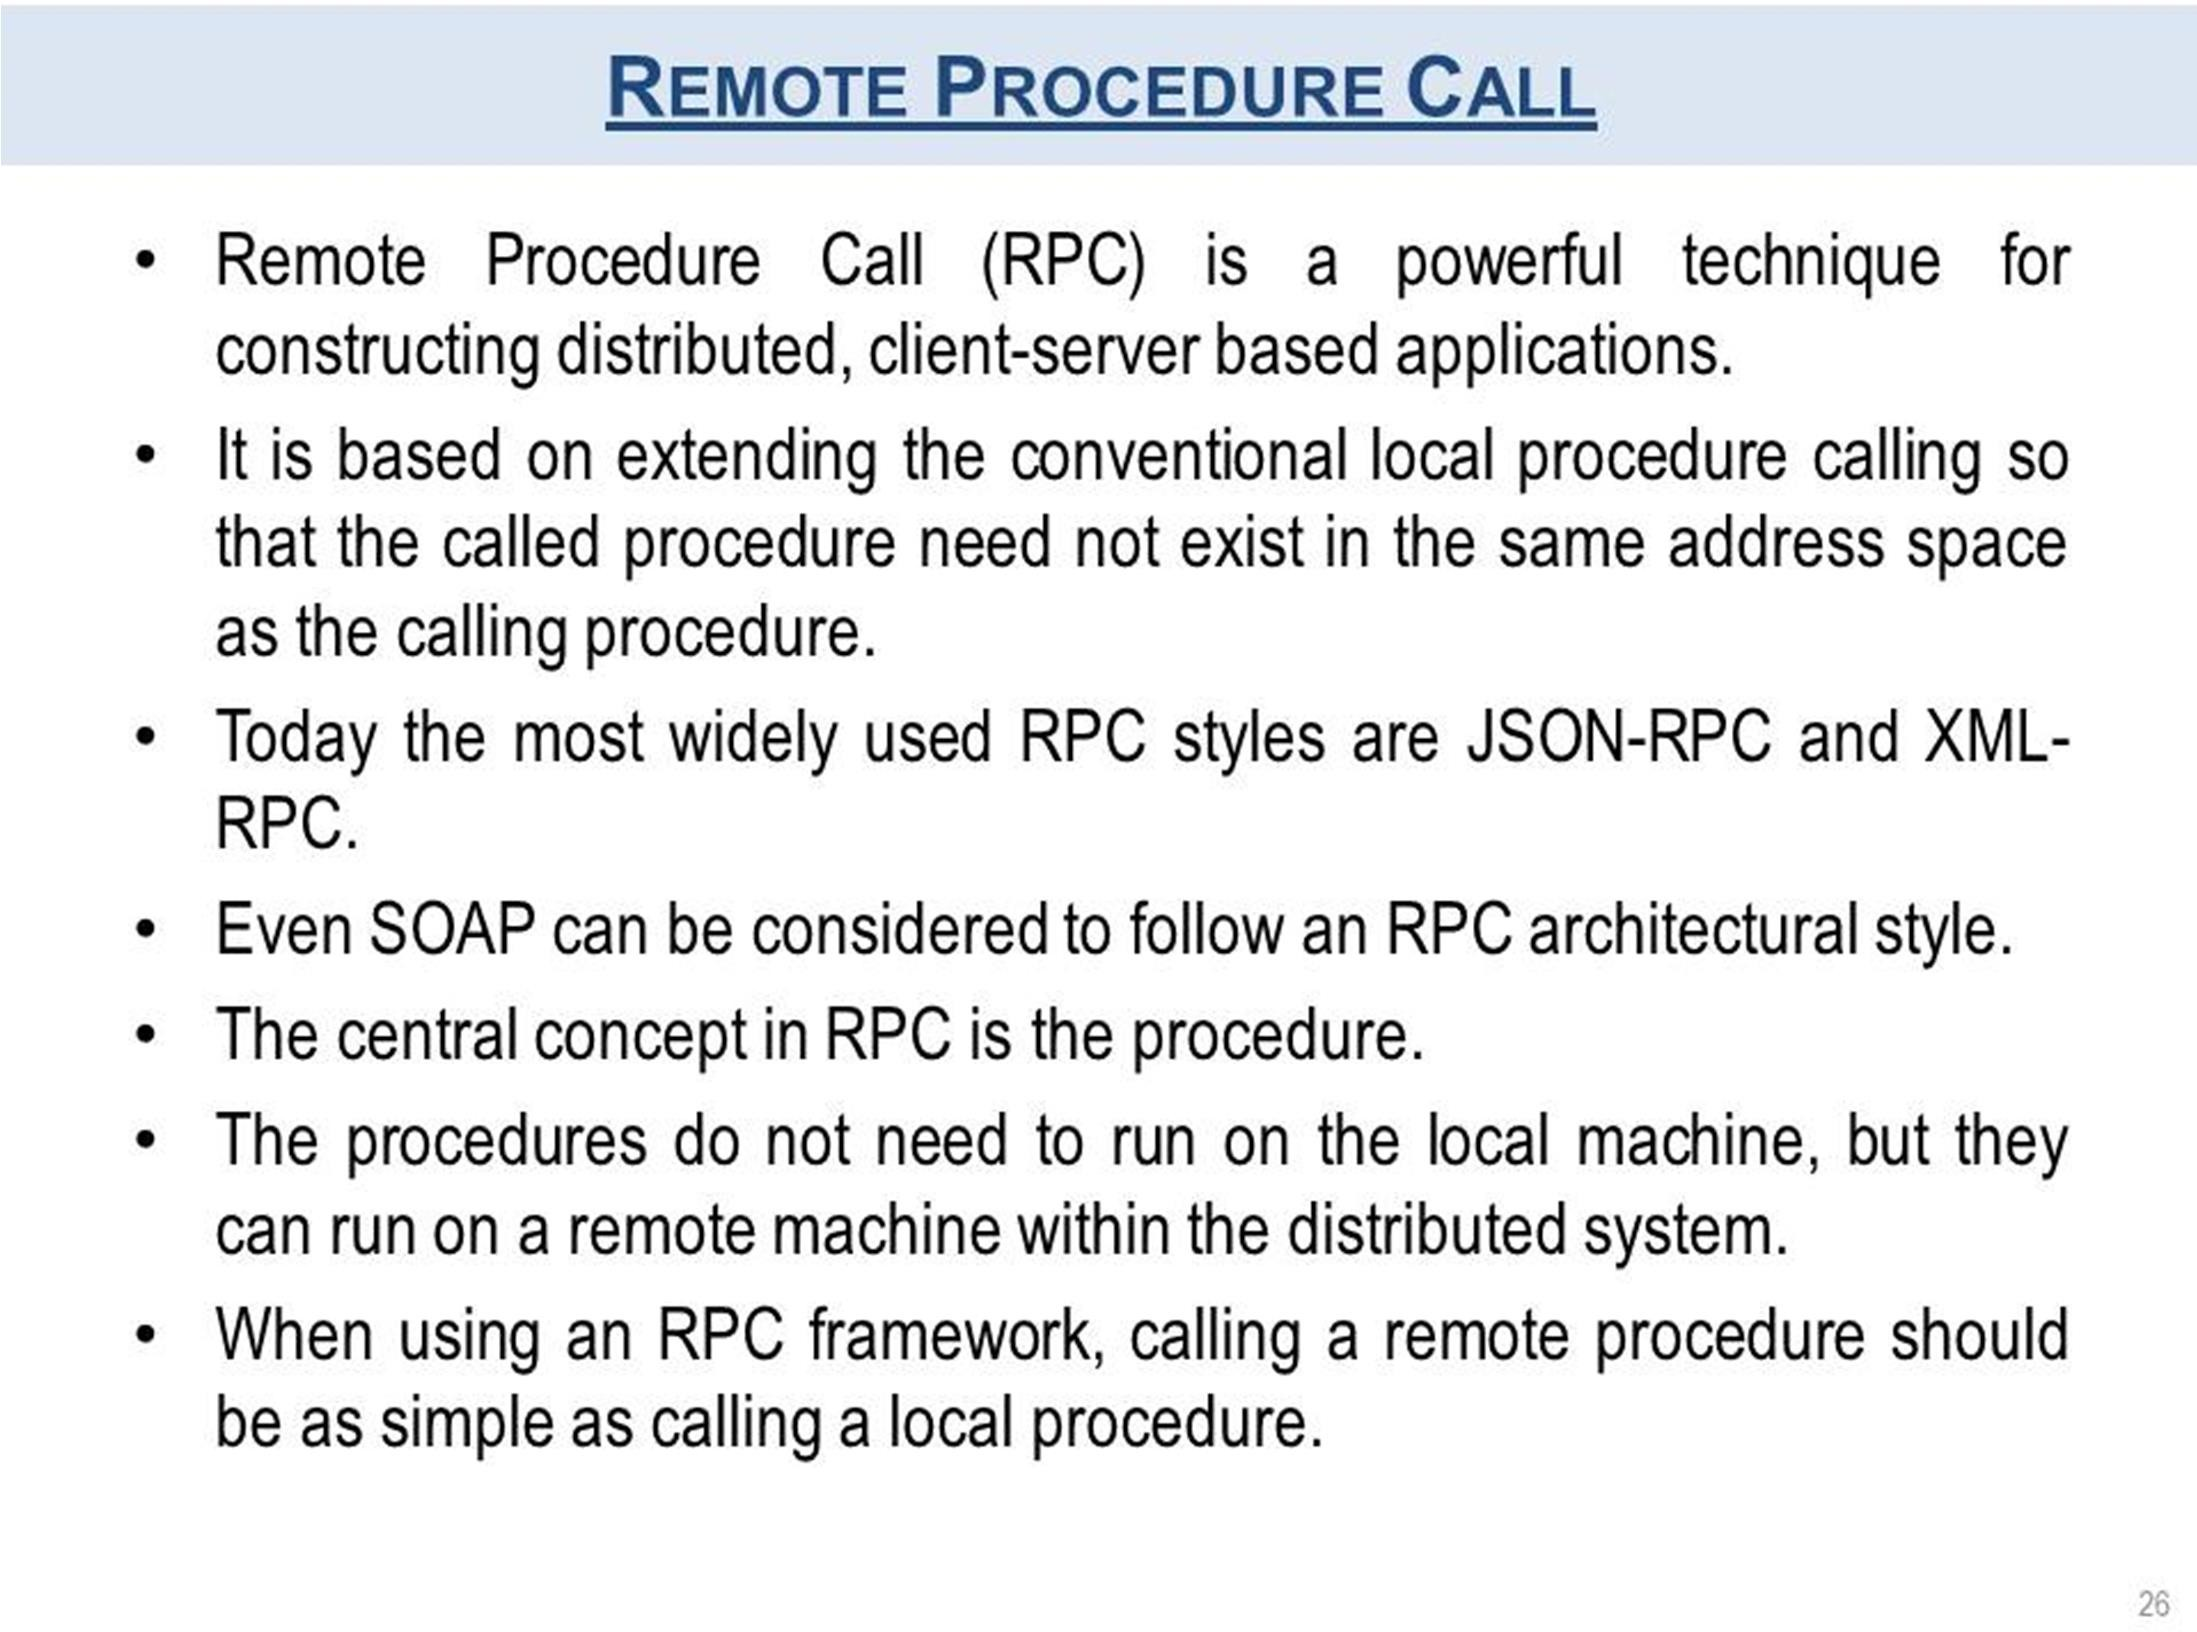 REMOTE PROCEDURE CALL
• Remote Procedure Call (RPC) is a powerful technique for
constructing distributed, client-server based applications.
• It is based on extending the conventional local procedure calling so
that the called procedure need not exist in the same address space
as the calling procedure.
• Today the most widely used RPC styles are JSON-RPC and XML-
RPC.
• Even SOAP can be considered to follow an RPC architectural style.
• The central concept in RPC is the procedure.
• The procedures do not need to run on the local machine, but they
can run on a remote machine within the distributed system.
• When using an RPC framework, calling a remote procedure should
be as simple as calling a local procedure.
26